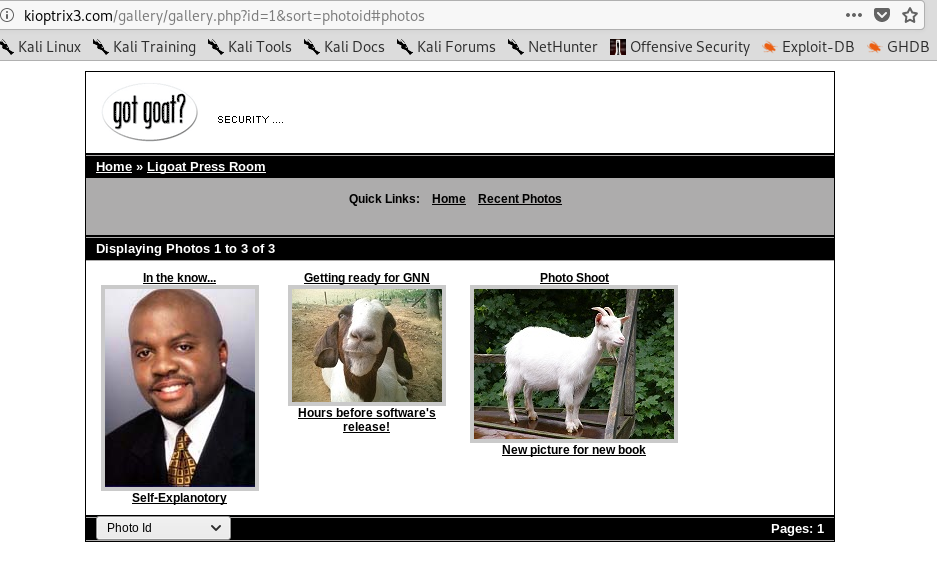 kioptrix3.com/gallery/gallery.php?id=1&sort=photoid#photos
Kali Linux Kali Training Kali Tools Kali Docs Kali Forums NetHunter Offensive Security Exploit-DB GHDB
got goat?
SECURITY ....
Home » Ligoat Press Room
Quick Links: Home Recent Photos
Displaying Photos 1 to 3 of 3
In the know... Getting ready for GNN Photo Shoot
Hours before software's
release!
New picture for new book
Self-Explanotory
Photo Id Pages: 1